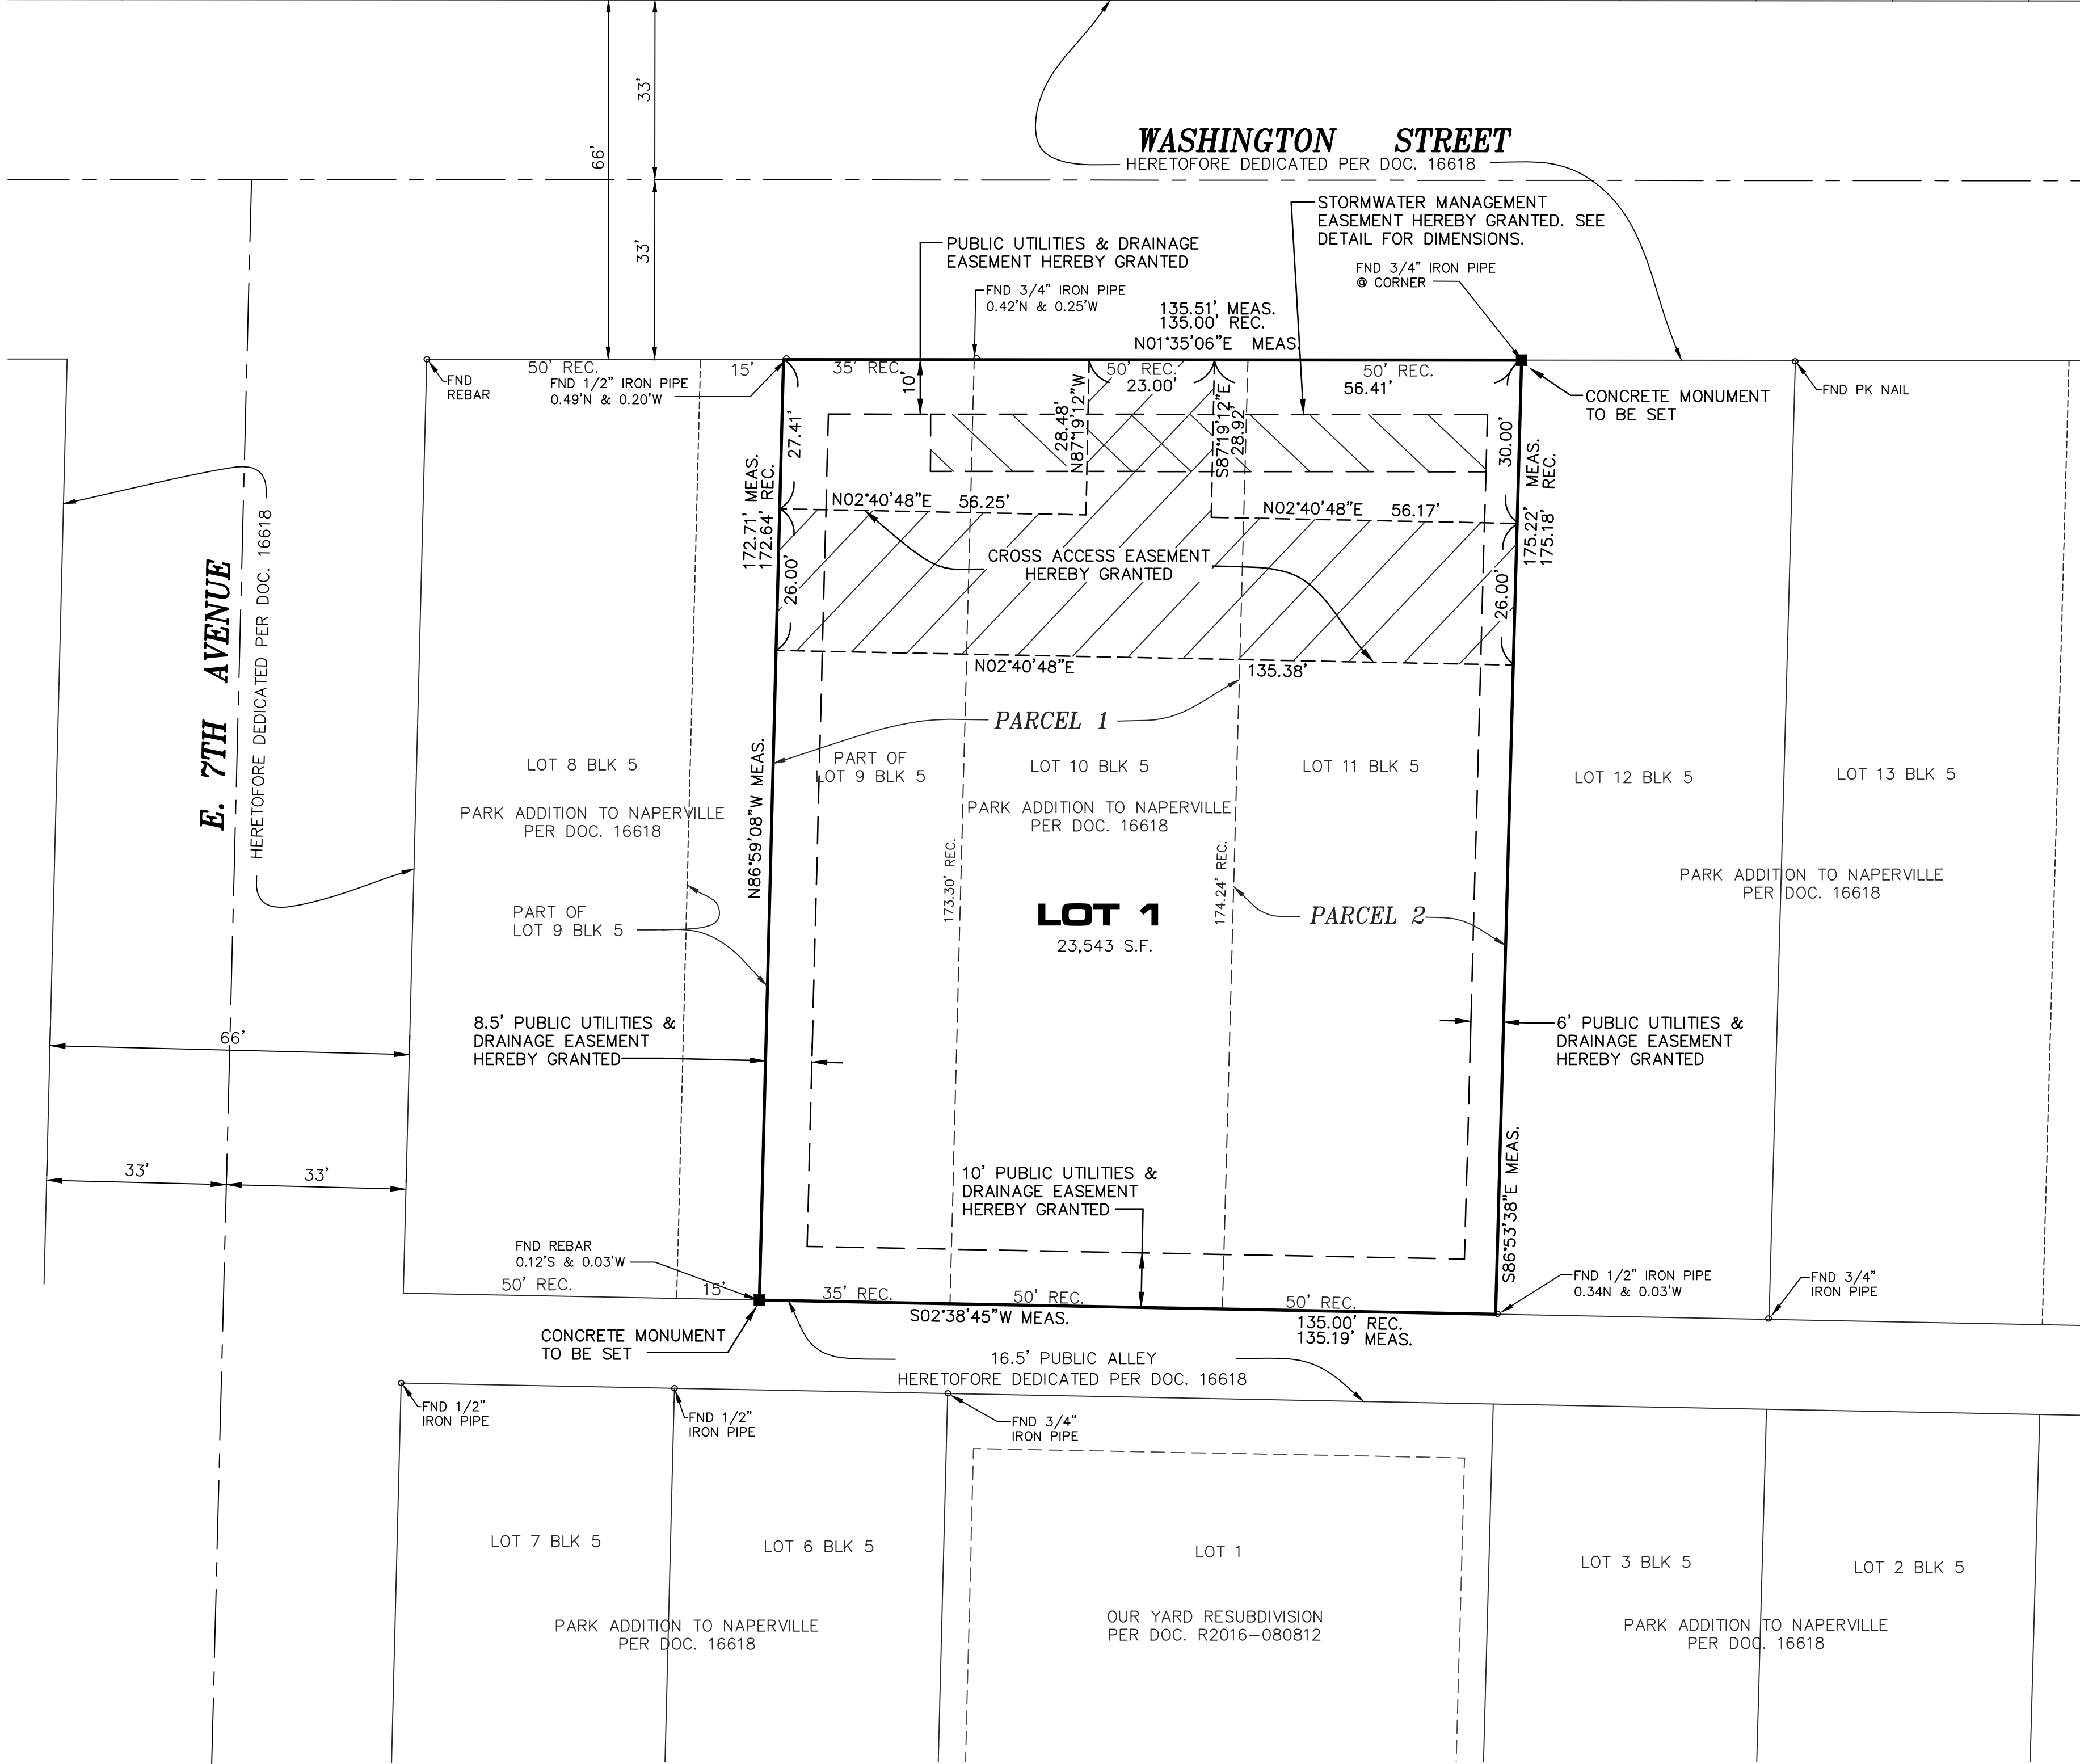 33'
66'
WASHINGTON STREET
HERETOFORE DEDICATED PER DOC. 16618
33'
STORMWATER MANAGEMENT
EASEMENT HEREBY GRANTED. SEE
DETAIL FOR DIMENSIONS.
PUBLIC UTILITIES & DRAINAGE
EASEMENT HEREBY GRANTED
FND 3/4" IRON PIPE
@ CORNER
FND 3/4" IRON PIPE
0.42'N & 0.25'W
135.51' MEAS.
135.00' REC.
N01°35'06"E MEAS.
50' REC.
15'
35' REC.
50' REC.
50' REC.
FND
REBAR
FND 1/2" IRON PIPE
0.49'N & 0.20'W
10'
23.00'
56.41'
FND PK NAIL
CONCRETE MONUMENT
TO BE SET
27.41'
28.48'
N87°19'12"W
S87°19'12"E
28.92'
30.00'
172.71' MEAS.
172.64' REC.
175.22' MEAS.
175.18' REC.
N02°40'48"E 56.25'
N02°40'48"E 56.17'
CROSS ACCESS EASEMENT
HEREBY GRANTED
26.00'
26.00'
N02°40'48"E 135.38'
E. 7TH AVENUE
HERETOFORE DEDICATED PER DOC. 16618
PARCEL 1
LOT 8 BLK 5
PART OF
LOT 9 BLK 5
LOT 10 BLK 5
LOT 11 BLK 5
LOT 12 BLK 5
LOT 13 BLK 5
PARK ADDITION TO NAPERVILLE
PER DOC. 16618
PARK ADDITION TO NAPERVILLE
PER DOC. 16618
PARK ADDITION TO NAPERVILLE
PER DOC. 16618
N86°59'08"W MEAS.
173.30' REC.
174.24' REC.
PART OF
LOT 9 BLK 5
LOT 1
23,543 S.F.
PARCEL 2
8.5' PUBLIC UTILITIES &
DRAINAGE EASEMENT
HEREBY GRANTED
6' PUBLIC UTILITIES &
DRAINAGE EASEMENT
HEREBY GRANTED
66'
33'
33'
10' PUBLIC UTILITIES &
DRAINAGE EASEMENT
HEREBY GRANTED
S86°53'38"E MEAS.
FND REBAR
0.12'S & 0.03'W
FND 1/2" IRON PIPE
0.34N & 0.03'W
FND 3/4"
IRON PIPE
50' REC.
15'
35' REC.
50' REC.
50' REC.
S02°38'45"W MEAS.
135.00' REC.
135.19' MEAS.
CONCRETE MONUMENT
TO BE SET
16.5' PUBLIC ALLEY
HERETOFORE DEDICATED PER DOC. 16618
FND 1/2"
IRON PIPE
FND 1/2"
IRON PIPE
FND 3/4"
IRON PIPE
LOT 7 BLK 5
LOT 6 BLK 5
LOT 1
LOT 3 BLK 5
LOT 2 BLK 5
PARK ADDITION TO NAPERVILLE
PER DOC. 16618
OUR YARD RESUBDIVISION
PER DOC. R2016-080812
PARK ADDITION TO NAPERVILLE
PER DOC. 16618